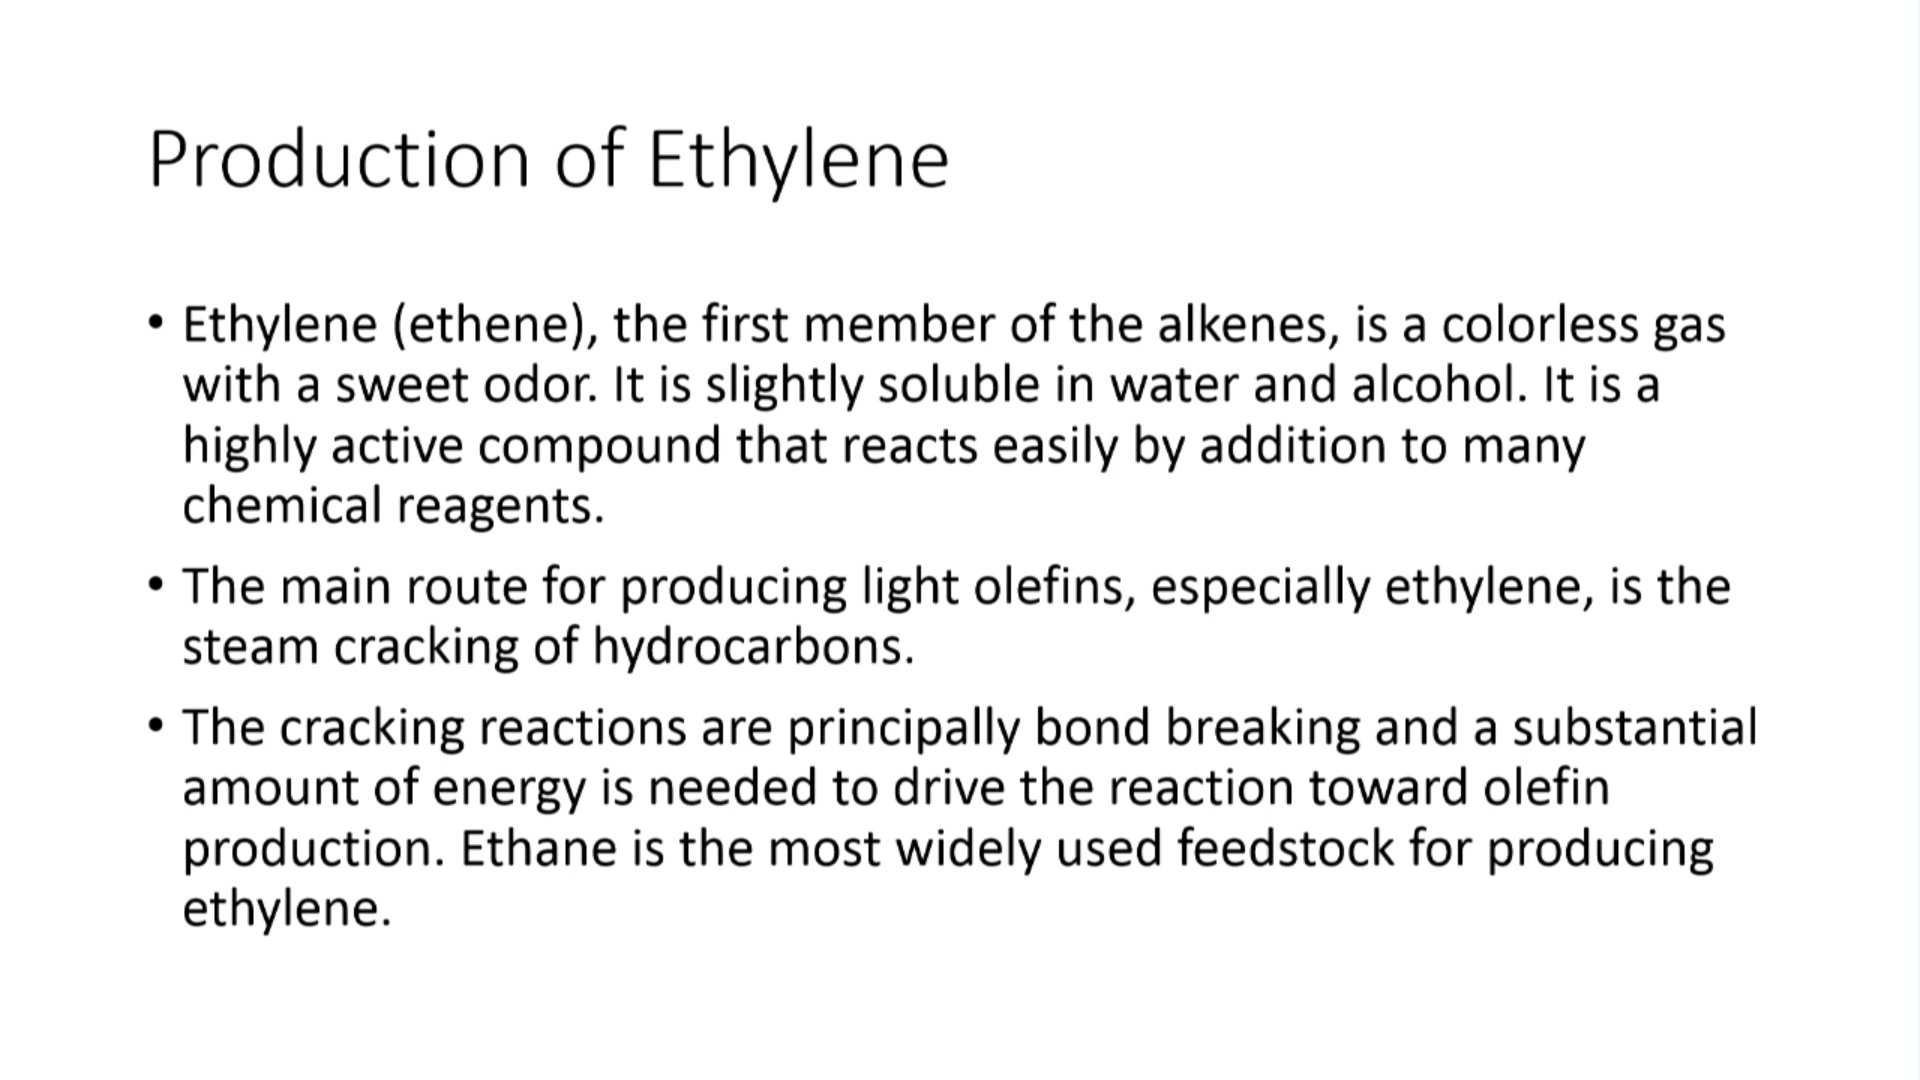 Production of Ethylene
• Ethylene (ethene), the first member of the alkenes, is a colorless gas
with a sweet odor. It is slightly soluble in water and alcohol. It is a
highly active compound that reacts easily by addition to many
chemical reagents.
• The main route for producing light olefins, especially ethylene, is the
steam cracking of hydrocarbons.
• The cracking reactions are principally bond breaking and a substantial
amount of energy is needed to drive the reaction toward olefin
production. Ethane is the most widely used feedstock for producing
ethylene.